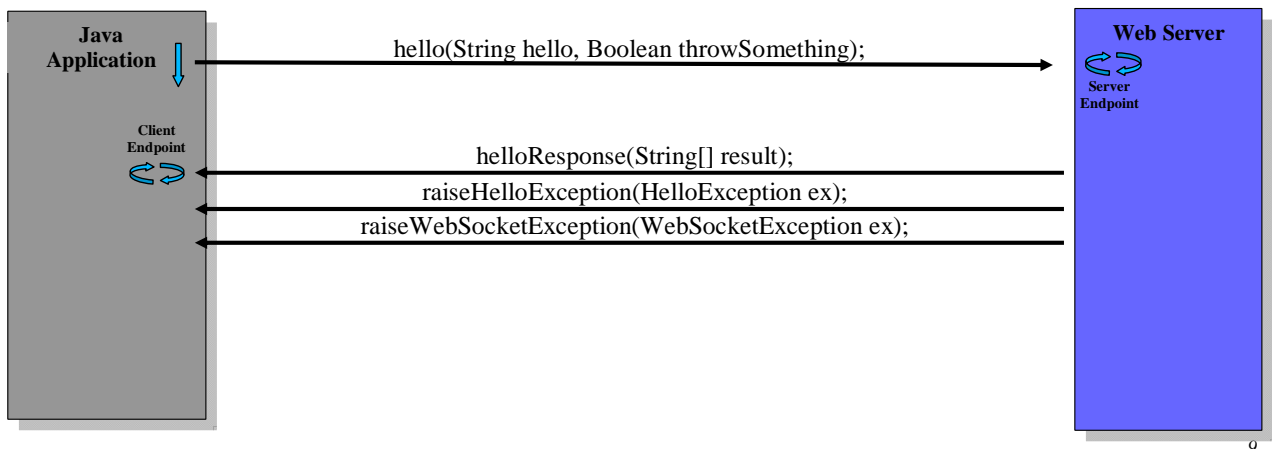 Java
Application
hello(String hello, Boolean throwSomething);
Web Server
Server
Endpoint
Client
Endpoint
helloResponse(String[] result);
raiseHelloException(HelloException ex);
raiseWebSocketException(WebSocketException ex);